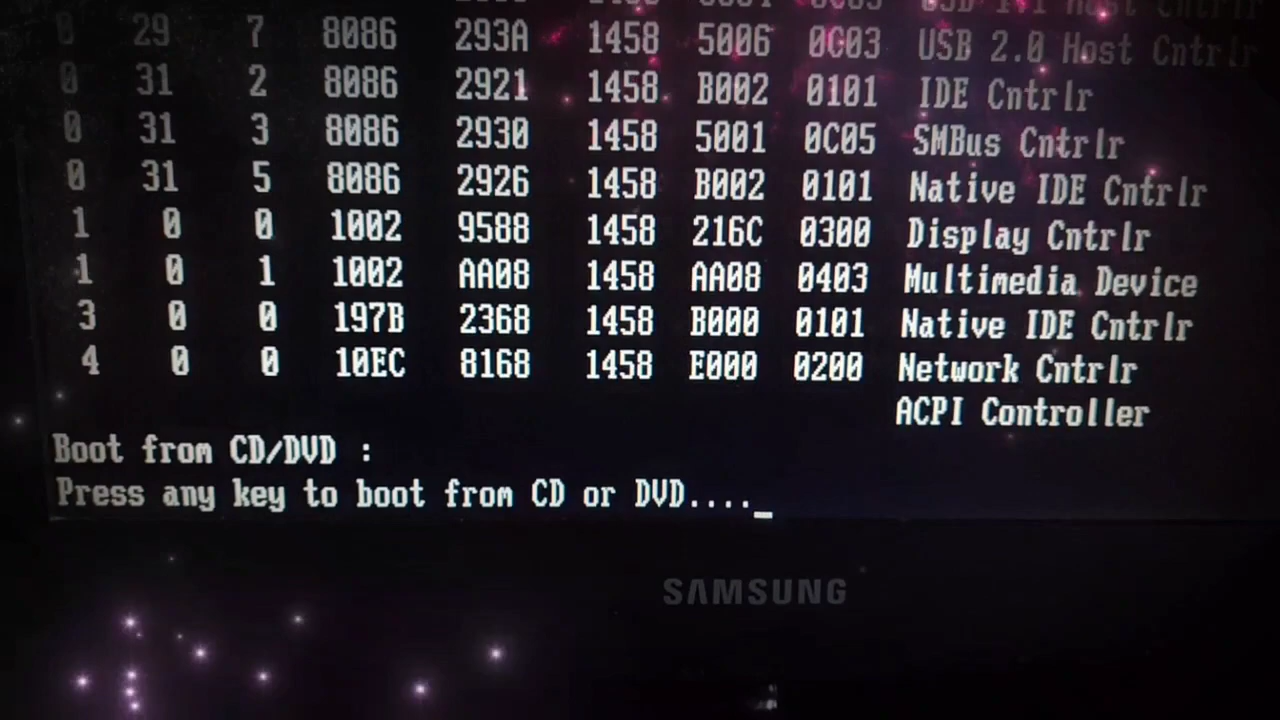 0 29 7 8086 293A 1458 5006 0C03 USB 2.0 Host Cntrlr
0 31 2 8086 2921 1458 B002 0101 IDE Cntrlr
0 31 3 8086 2930 1458 5001 0C05 SMBus Cntrlr
0 31 5 8086 2926 1458 B002 0101 Native IDE Cntrlr
1 0 0 1002 9588 1458 216C 0300 Display Cntrlr
1 0 1 1002 AA08 1458 AA08 0403 Multimedia Device
3 0 0 197B 2368 1458 B000 0101 Native IDE Cntrlr
4 0 0 10EC 8168 1458 E000 0200 Network Cntrlr
ACPI Controller
Boot from CD/DVD :
Press any key to boot from CD or DVD...._
SAMSUNG